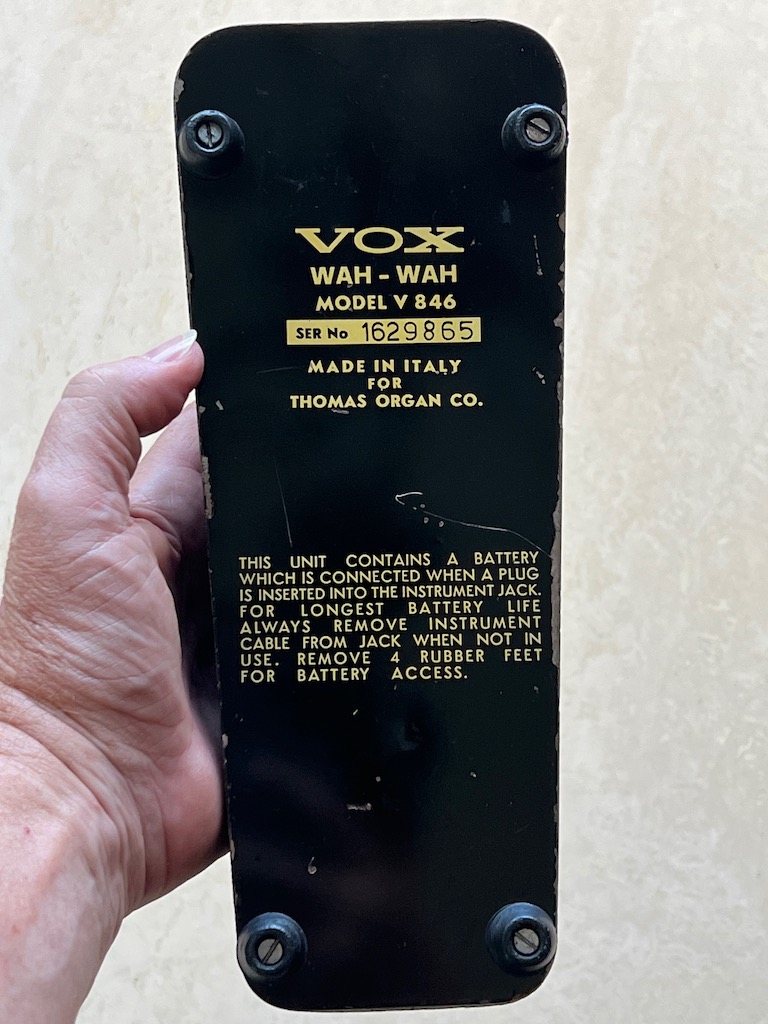 VOX
WAH - WAH
MODEL V 846
SER No 1629865
MADE IN ITALY
FOR
THOMAS ORGAN CO.
THIS UNIT CONTAINS A BATTERY
WHICH IS CONNECTED WHEN A PLUG
IS INSERTED INTO THE INSTRUMENT JACK.
FOR LONGEST BATTERY LIFE
ALWAYS REMOVE INSTRUMENT
CABLE FROM JACK WHEN NOT IN
USE. REMOVE 4 RUBBER FEET
FOR BATTERY ACCESS.